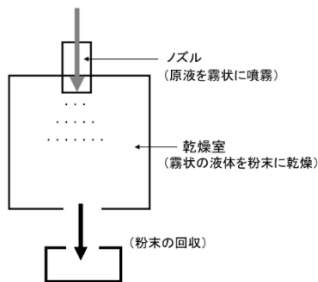 ノズル
（原液を霧状に噴霧）
乾燥室
（霧状の液体を粉末に乾燥）
（粉末の回収）